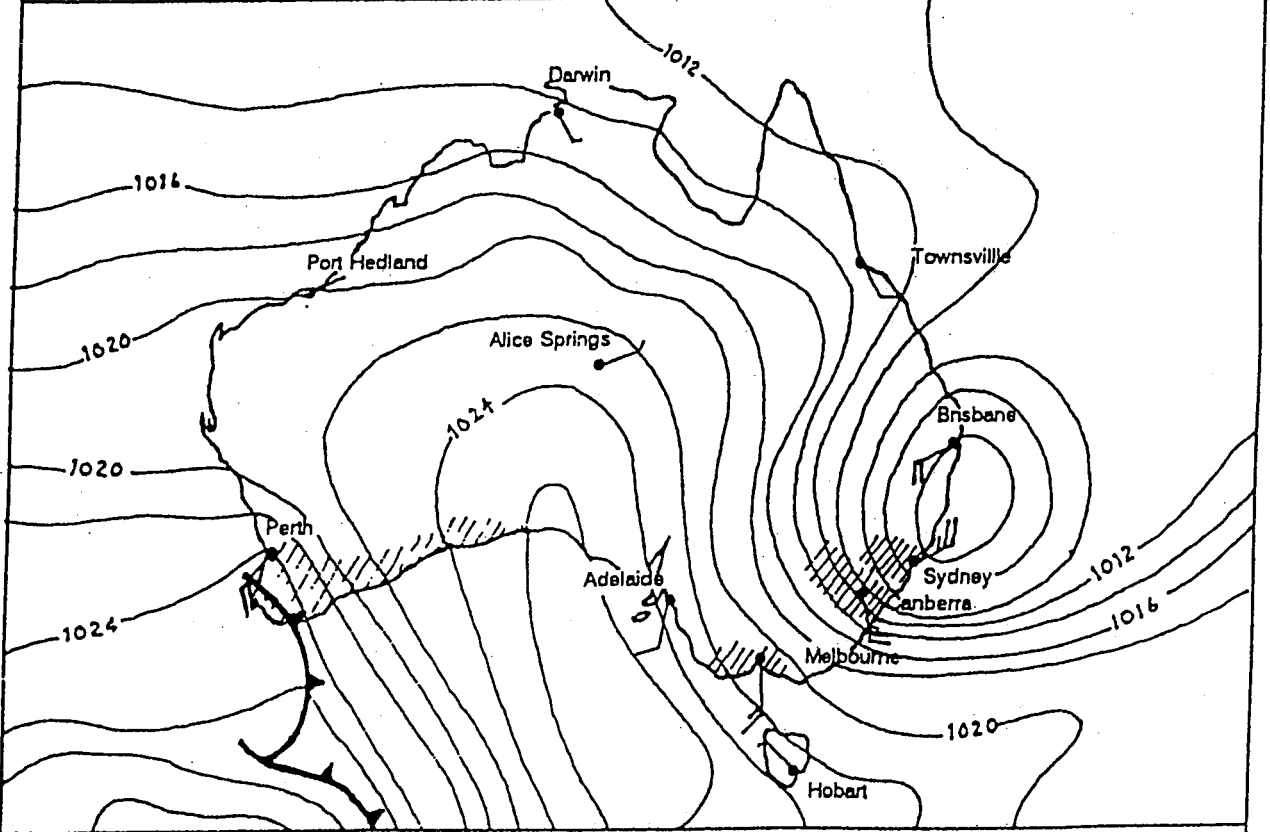 1012
Darwin
1016
Townsville
Port Hedland
1020
Alice Springs
1024
Brisbane
1020
Perth
1012
Adelaide
Sydney
Canberra
1016
1024
Melbourne
1020
Hobart